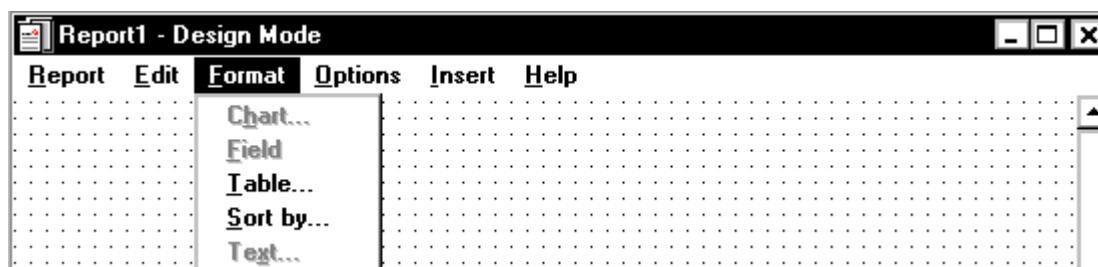 Report1 - Design Mode
Report Edit Format Options Insert Help
Chart...
Field
Table...
Sort by...
Text...